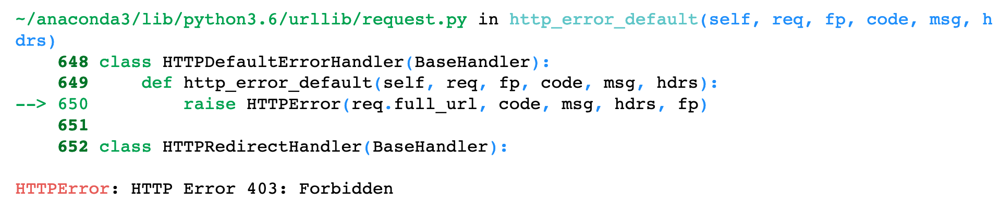 ~/anaconda3/lib/python3.6/urllib/request.py in http_error_default(self, req, fp, code, msg, h
drs)
    648 class HTTPDefaultErrorHandler(BaseHandler):
    649     def http_error_default(self, req, fp, code, msg, hdrs):
--> 650         raise HTTPError(req.full_url, code, msg, hdrs, fp)
    651
    652 class HTTPRedirectHandler(BaseHandler):
HTTPError: HTTP Error 403: Forbidden